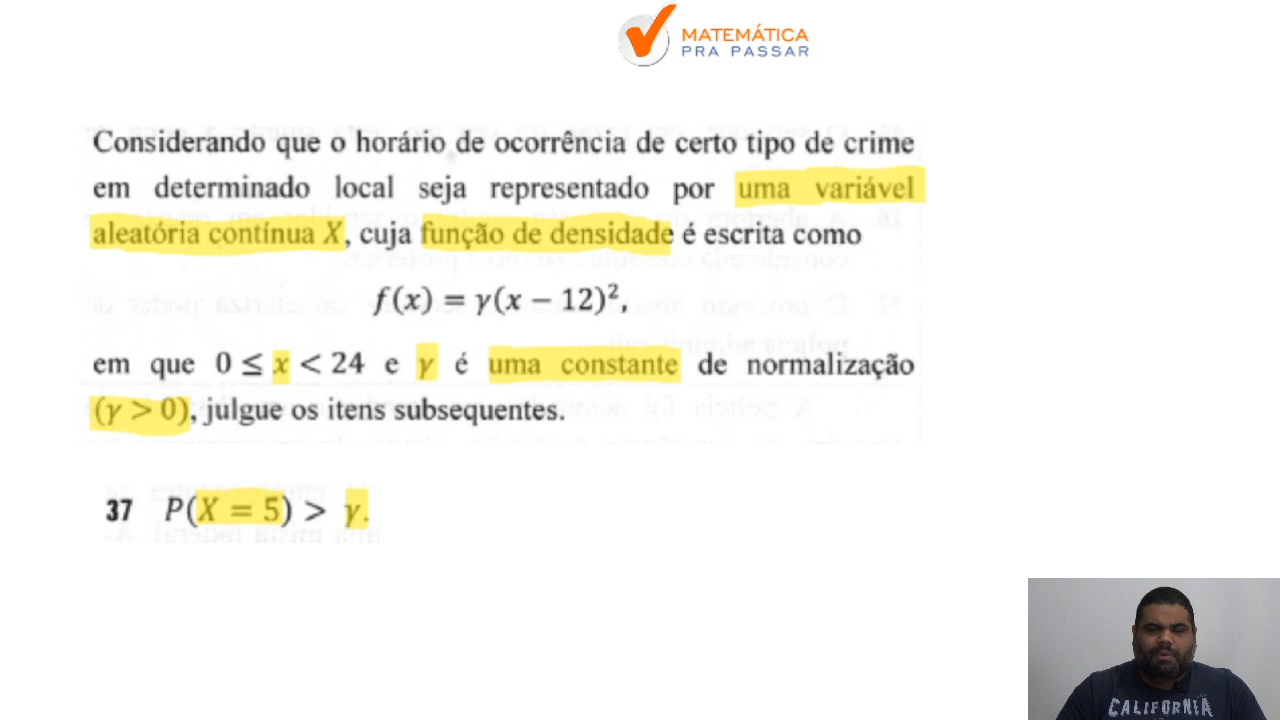 MATEMÁTICA
PRA PASSAR
Considerando que o horário de ocorrência de certo tipo de crime
em determinado local seja representado por uma variável
aleatória contínua X, cuja função de densidade é escrita como
f(x) = γ(x − 12)²,
em que 0 ≤ x < 24 e γ é uma constante de normalização
(γ > 0), julgue os itens subsequentes.
37 P(X = 5) > γ.
CALIFORNIA